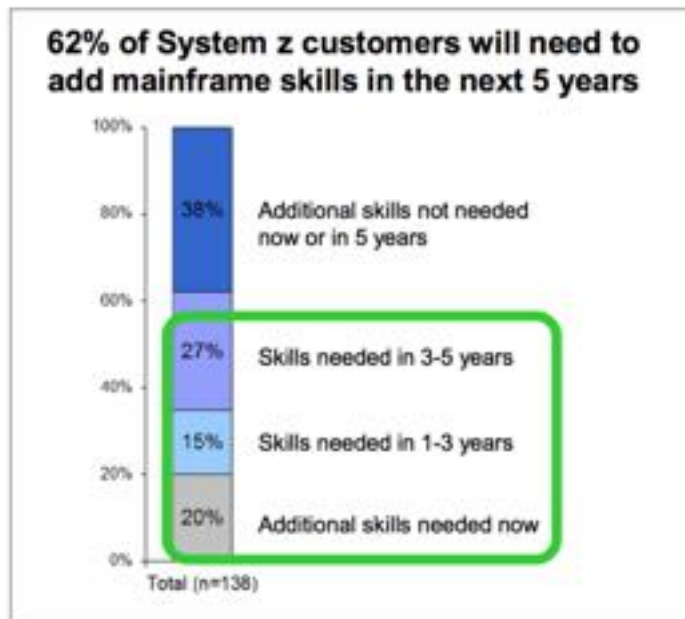 62% of System z customers will need to
add mainframe skills in the next 5 years
100%
80%
60%
40%
20%
0%
38%
Additional skills not needed
now or in 5 years
27%
Skills needed in 3-5 years
15%
Skills needed in 1-3 years
20%
Additional skills needed now
Total (n=138)